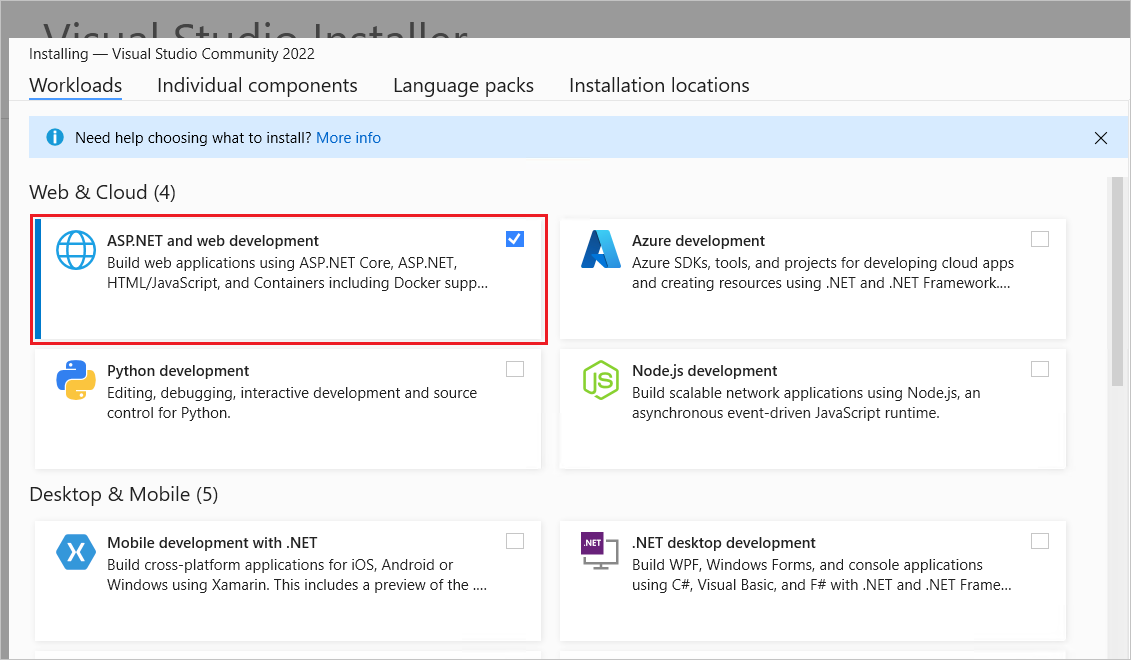 Visual Studio Installer
Installing — Visual Studio Community 2022
Workloads Individual components Language packs Installation locations
Need help choosing what to install? More info
Web & Cloud (4)
ASP.NET and web development
Build web applications using ASP.NET Core, ASP.NET,
HTML/JavaScript, and Containers including Docker supp...
Azure development
Azure SDKs, tools, and projects for developing cloud apps
and creating resources using .NET and .NET Framework....
Python development
Editing, debugging, interactive development and source
control for Python.
JS
Node.js development
Build scalable network applications using Node.js, an
asynchronous event-driven JavaScript runtime.
Desktop & Mobile (5)
Mobile development with .NET
Build cross-platform applications for iOS, Android or
Windows using Xamarin. This includes a preview of the ....
.NET
.NET desktop development
Build WPF, Windows Forms, and console applications
using C#, Visual Basic, and F# with .NET and .NET Frame...